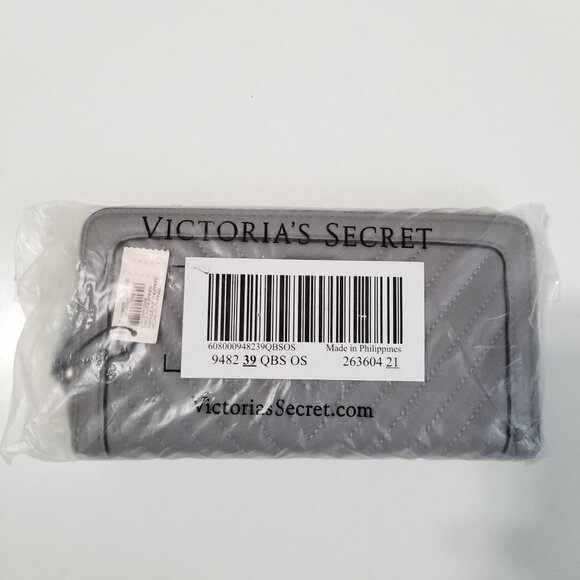 VICTORIA'S SECRET
608000948239QBSOS Made in Philippines
9482 39 QBS OS 263604 21
VictoriasSecret.com